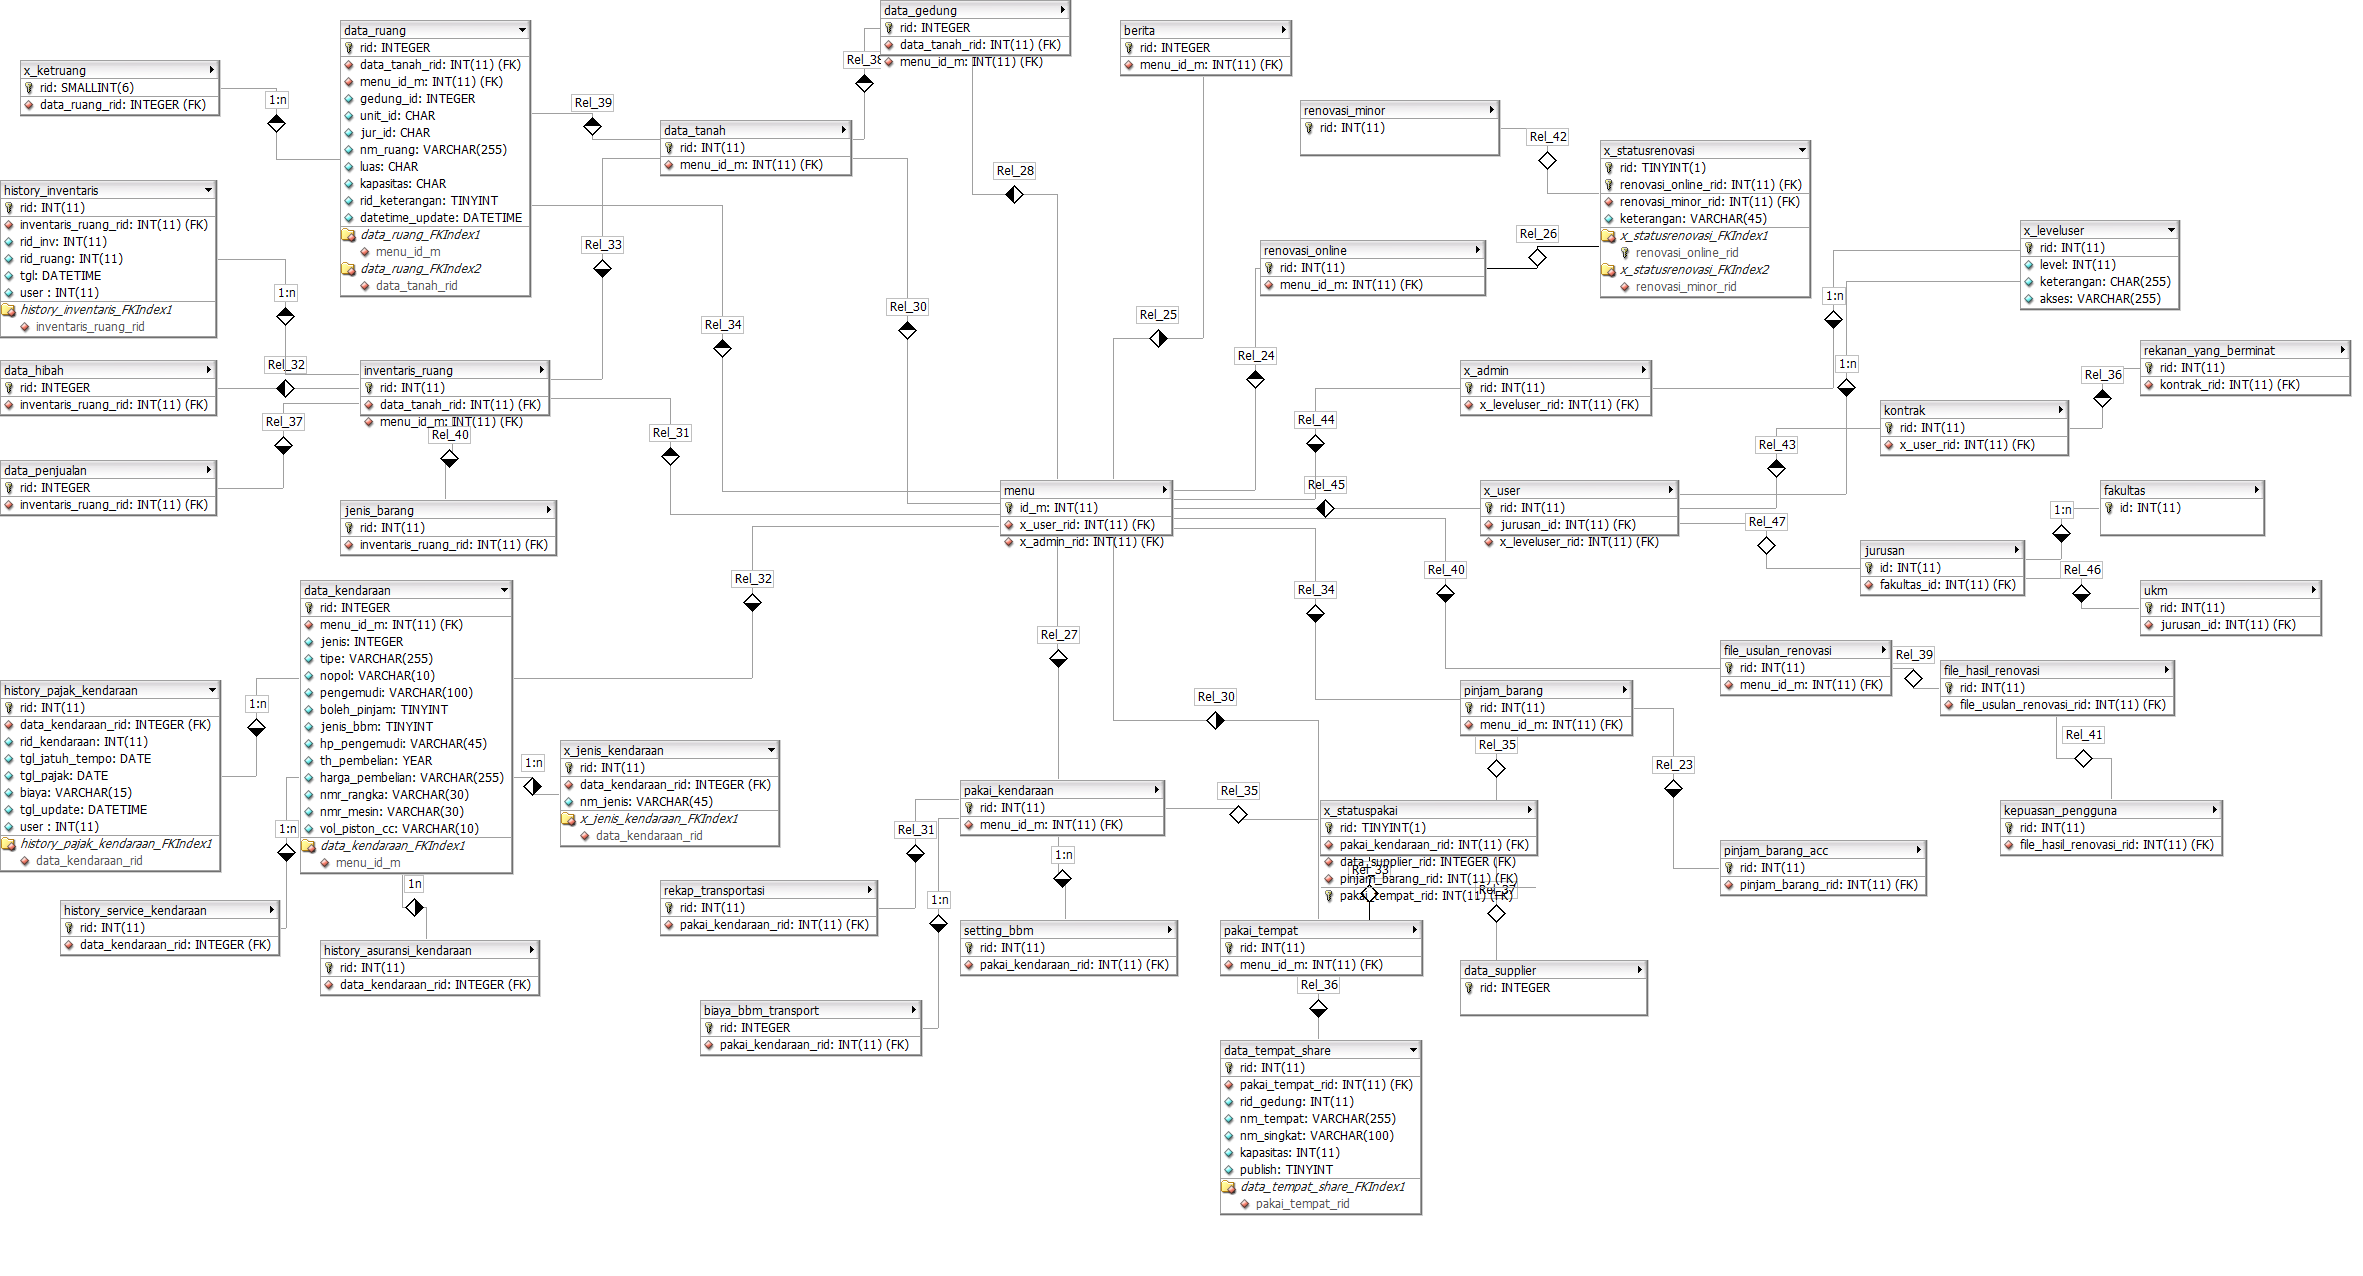 data_gedung
rid: INTEGER
data_tanah_rid: INT(11) (FK)
menu_id_m: INT(11) (FK)
data_ruang
rid: INTEGER
data_tanah_rid: INT(11) (FK)
menu_id_m: INT(11) (FK)
gedung_id: INTEGER
unit_id: CHAR
jur_id: CHAR
nm_ruang: VARCHAR(255)
luas: CHAR
kapasitas: CHAR
rid_keterangan: TINYINT
datetime_update: DATETIME
data_ruang_FKIndex1
menu_id_m
data_ruang_FKIndex2
data_tanah_rid
berita
rid: INTEGER
menu_id_m: INT(11) (FK)
x_ketruang
rid: SMALLINT(6)
data_ruang_rid: INTEGER (FK)
1:n
Rel_39
Rel_38
data_tanah
rid: INT(11)
menu_id_m: INT(11) (FK)
Rel_28
renovasi_minor
rid: INT(11)
Rel_42
x_statusrenovasi
rid: TINYINT(1)
renovasi_online_rid: INT(11) (FK)
renovasi_minor_rid: INT(11) (FK)
keterangan: VARCHAR(45)
x_statusrenovasi_FKIndex1
renovasi_online_rid
x_statusrenovasi_FKIndex2
renovasi_minor_rid
history_inventaris
rid: INT(11)
inventaris_ruang_rid: INT(11) (FK)
rid_inv: INT(11)
rid_ruang: INT(11)
tgl: DATETIME
user : INT(11)
history_inventaris_FKIndex1
inventaris_ruang_rid
1:n
Rel_33
Rel_34
Rel_30
Rel_25
Rel_24
renovasi_online
rid: INT(11)
menu_id_m: INT(11) (FK)
Rel_26
x_leveluser
rid: INT(11)
level: INT(11)
keterangan: CHAR(255)
akses: VARCHAR(255)
1:n
1:n
data_hibah
rid: INTEGER
inventaris_ruang_rid: INT(11) (FK)
Rel_32
inventaris_ruang
rid: INT(11)
data_tanah_rid: INT(11) (FK)
menu_id_m: INT(11) (FK)
Rel_37
Rel_40
Rel_31
x_admin
rid: INT(11)
x_leveluser_rid: INT(11) (FK)
Rel_44
rekanan_yang_berminat
rid: INT(11)
kontrak_rid: INT(11) (FK)
Rel_36
kontrak
rid: INT(11)
x_user_rid: INT(11) (FK)
Rel_43
data_penjualan
rid: INTEGER
inventaris_ruang_rid: INT(11) (FK)
jenis_barang
rid: INT(11)
inventaris_ruang_rid: INT(11) (FK)
menu
id_m: INT(11)
x_user_rid: INT(11) (FK)
x_admin_rid: INT(11) (FK)
Rel_45
x_user
rid: INT(11)
jurusan_id: INT(11) (FK)
x_leveluser_rid: INT(11) (FK)
Rel_47
fakultas
id: INT(11)
1:n
jurusan
id: INT(11)
fakultas_id: INT(11) (FK)
Rel_46
ukm
rid: INT(11)
jurusan_id: INT(11) (FK)
data_kendaraan
rid: INTEGER
menu_id_m: INT(11) (FK)
jenis: INTEGER
tipe: VARCHAR(255)
nopol: VARCHAR(10)
pengemudi: VARCHAR(100)
boleh_pinjam: TINYINT
jenis_bbm: TINYINT
hp_pengemudi: VARCHAR(45)
th_pembelian: YEAR
harga_pembelian: VARCHAR(255)
nmr_rangka: VARCHAR(30)
nmr_mesin: VARCHAR(30)
vol_piston_cc: VARCHAR(10)
data_kendaraan_FKIndex1
menu_id_m
Rel_32
Rel_27
Rel_34
Rel_40
file_usulan_renovasi
rid: INT(11)
menu_id_m: INT(11) (FK)
Rel_39
file_hasil_renovasi
rid: INT(11)
file_usulan_renovasi_rid: INT(11) (FK)
Rel_41
history_pajak_kendaraan
rid: INT(11)
data_kendaraan_rid: INTEGER (FK)
rid_kendaraan: INT(11)
tgl_jatuh_tempo: DATE
tgl_pajak: DATE
biaya: VARCHAR(15)
tgl_update: DATETIME
user : INT(11)
history_pajak_kendaraan_FKIndex1
data_kendaraan_rid
1:n
1:n
1:n
x_jenis_kendaraan
rid: INT(11)
data_kendaraan_rid: INTEGER (FK)
nm_jenis: VARCHAR(45)
x_jenis_kendaraan_FKIndex1
data_kendaraan_rid
Rel_30
pinjam_barang
rid: INT(11)
menu_id_m: INT(11) (FK)
Rel_35
Rel_23
pakai_kendaraan
rid: INT(11)
menu_id_m: INT(11) (FK)
Rel_35
Rel_31
1:n
1:n
x_statuspakai
rid: TINYINT(1)
pakai_kendaraan_rid: INT(11) (FK)
data_supplier_rid: INTEGER (FK)
pinjam_barang_rid: INT(11) (FK)
pakai_tempat_rid: INT(11) (FK)
Rel_33
Rel_37
kepuasan_pengguna
rid: INT(11)
file_hasil_renovasi_rid: INT(11) (FK)
pinjam_barang_acc
rid: INT(11)
pinjam_barang_rid: INT(11) (FK)
history_service_kendaraan
rid: INT(11)
data_kendaraan_rid: INTEGER (FK)
1n
history_asuransi_kendaraan
rid: INT(11)
data_kendaraan_rid: INTEGER (FK)
rekap_transportasi
rid: INT(11)
pakai_kendaraan_rid: INT(11) (FK)
setting_bbm
rid: INT(11)
pakai_kendaraan_rid: INT(11) (FK)
pakai_tempat
rid: INT(11)
menu_id_m: INT(11) (FK)
Rel_36
data_supplier
rid: INTEGER
biaya_bbm_transport
rid: INTEGER
pakai_kendaraan_rid: INT(11) (FK)
data_tempat_share
rid: INT(11)
pakai_tempat_rid: INT(11) (FK)
rid_gedung: INT(11)
nm_tempat: VARCHAR(255)
nm_singkat: VARCHAR(100)
kapasitas: INT(11)
publish: TINYINT
data_tempat_share_FKIndex1
pakai_tempat_rid